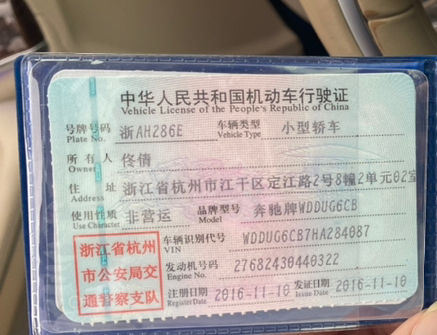 中华人民共和国机动车行驶证
Vehicle License of the People's Republic of China
号牌号码 浙AH286E 车辆类型 小型轿车
Plate No. Vehicle Type
所有人 佟倩
Owner
住址 浙江省杭州市江干区定江路2号8幢2单元02室
Address
使用性质 非营运 品牌型号 奔驰牌WDDUG6CB
Use Character Model
浙江省杭州
市公安局交
通警察支队
车辆识别代号 WDDUG6CB7HA284087
VIN
发动机号码 27682430440322
Engine No.
注册日期 2016-11-10 发证日期 2016-11-10
Register Date Issue Date